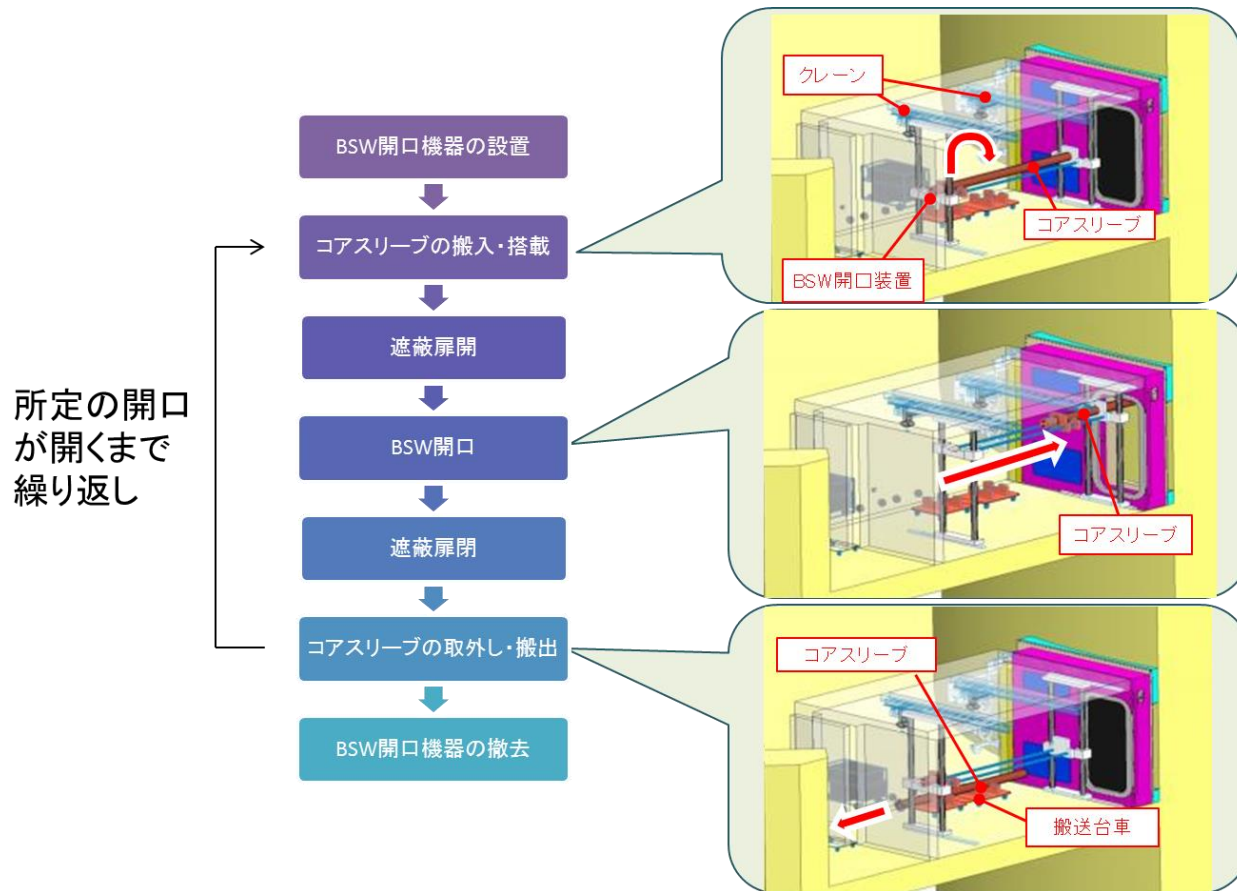 BSW開口機器の設置
コアスリーブの搬入・搭載
遮蔽扉開
BSW開口
遮蔽扉閉
コアスリーブの取外し・搬出
BSW開口機器の撤去
所定の開口
が開くまで
繰り返し
クレーン
コアスリーブ
BSW開口装置
コアスリーブ
コアスリーブ
搬送台車